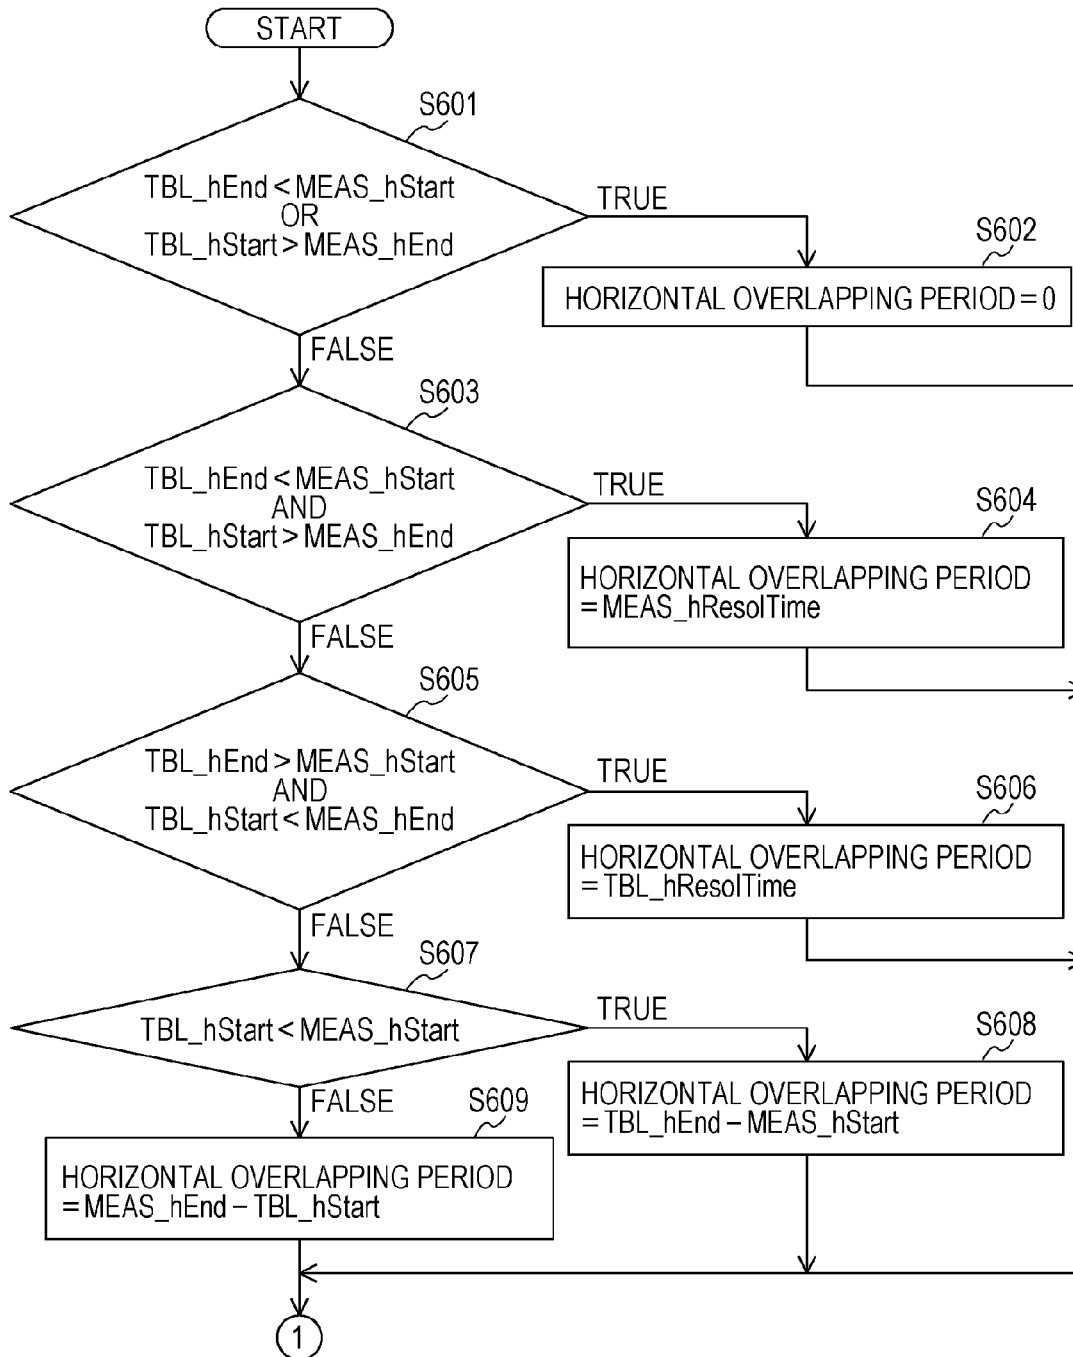 START
S601
TBL_hEnd < MEAS_hStart
OR
TBL_hStart > MEAS_hEnd
TRUE
S602
HORIZONTAL OVERLAPPING PERIOD = 0
FALSE
S603
TBL_hEnd < MEAS_hStart
AND
TBL_hStart > MEAS_hEnd
TRUE
S604
HORIZONTAL OVERLAPPING PERIOD
= MEAS_hResolTime
FALSE
S605
TBL_hEnd > MEAS_hStart
AND
TBL_hStart < MEAS_hEnd
TRUE
S606
HORIZONTAL OVERLAPPING PERIOD
= TBL_hResolTime
FALSE
S607
TBL_hStart < MEAS_hStart
TRUE
S608
HORIZONTAL OVERLAPPING PERIOD
= TBL_hEnd – MEAS_hStart
FALSE
S609
HORIZONTAL OVERLAPPING PERIOD
= MEAS_hEnd – TBL_hStart
1